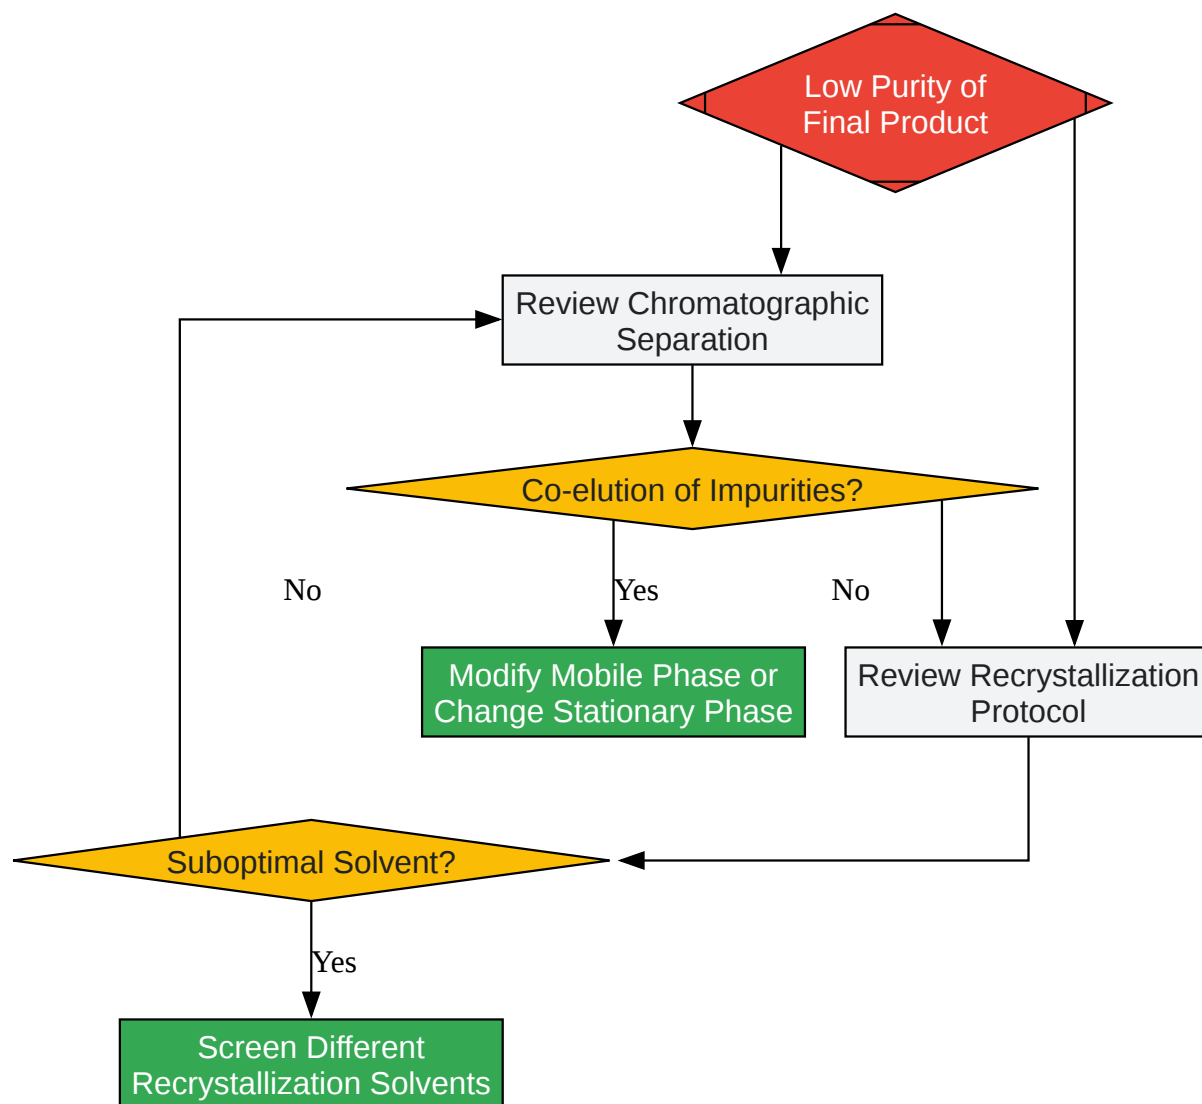 Low Purity of
Final Product
Review Chromatographic
Separation
Co-elution of Impurities?
No
Yes
No
Modify Mobile Phase or
Change Stationary Phase
Review Recrystallization
Protocol
Suboptimal Solvent?
Yes
Screen Different
Recrystallization Solvents